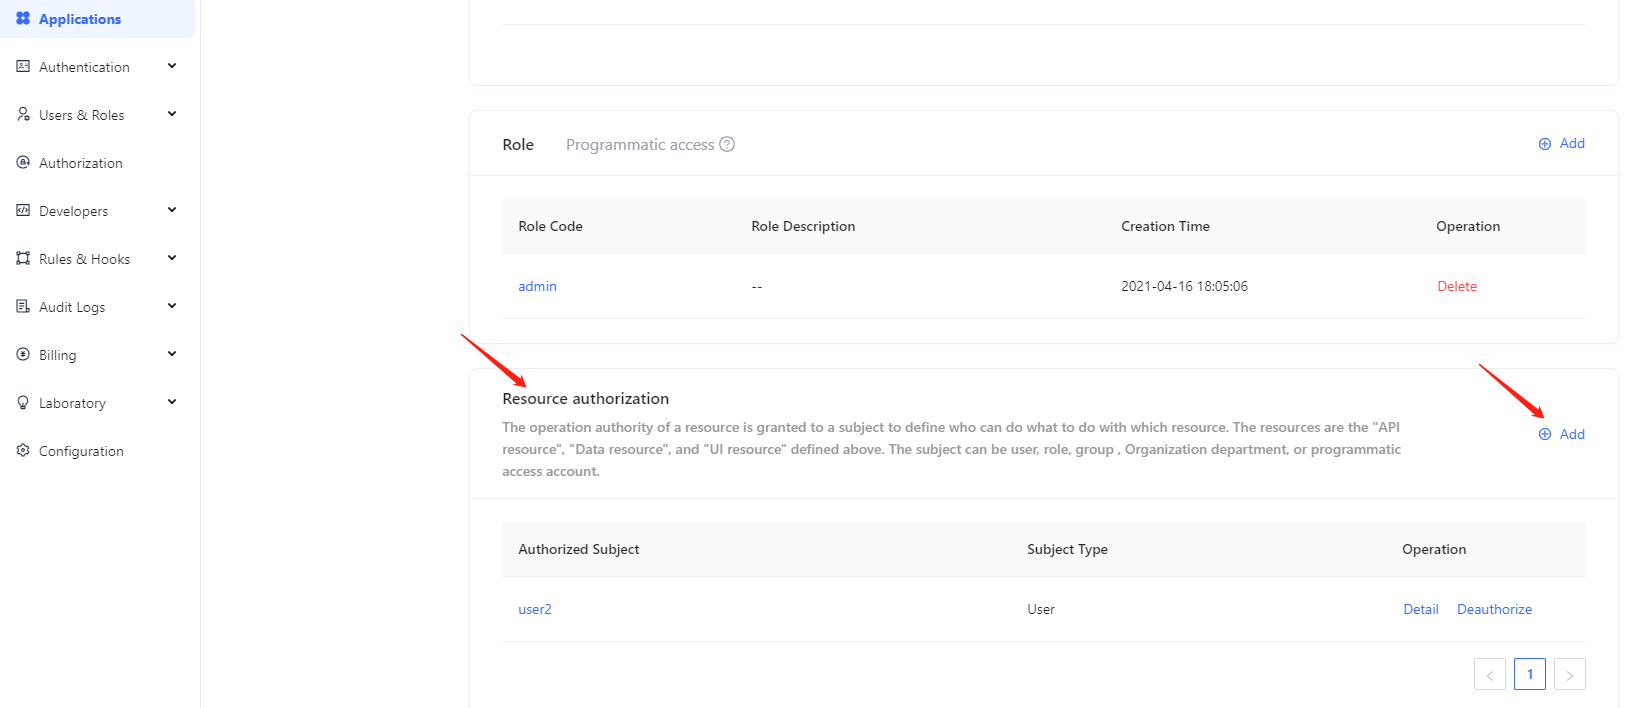 Applications
Authentication
Users & Roles
Authorization
Developers
Rules & Hooks
Audit Logs
Billing
Laboratory
Configuration
Role Programmatic access ?
Add
Role Code Role Description Creation Time Operation
admin -- 2021-04-16 18:05:06 Delete
Resource authorization
The operation authority of a resource is granted to a subject to define who can do what to do with which resource. The resources are the "API
resource", "Data resource", and "UI resource" defined above. The subject can be user, role, group , Organization department, or programmatic
access account.
Add
Authorized Subject Subject Type Operation
user2 User Detail Deauthorize
< 1 >